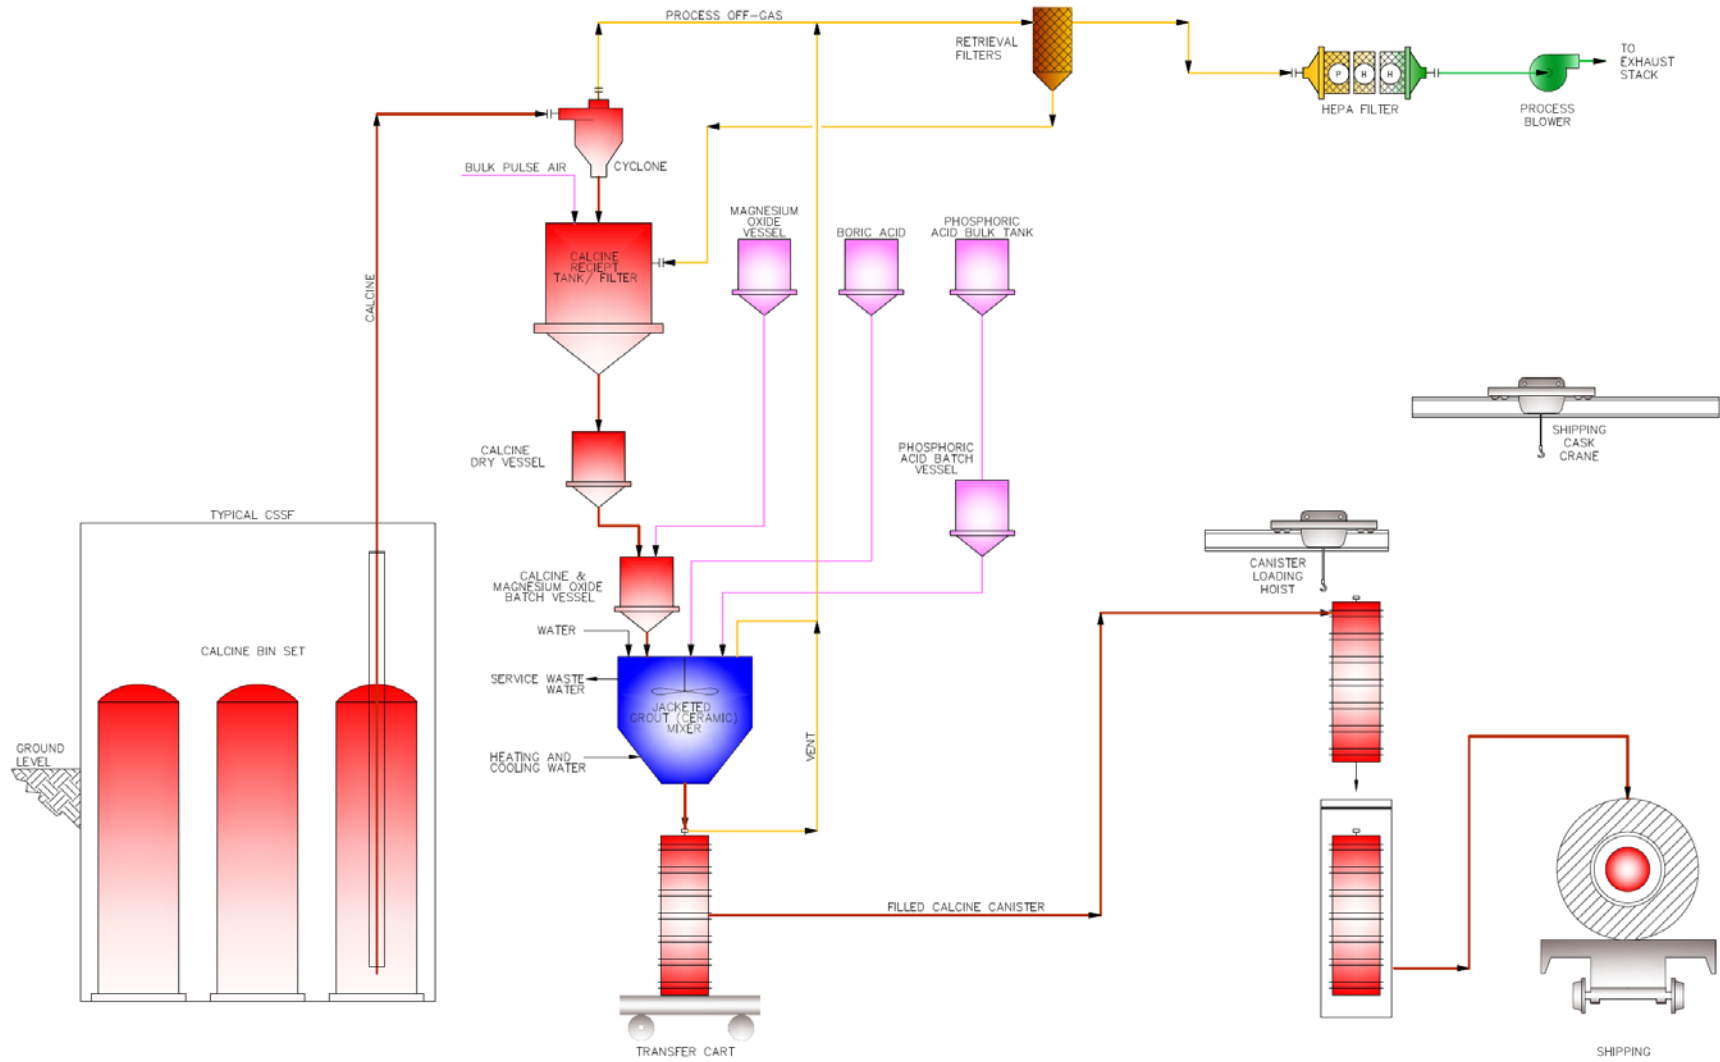 PROCESS OFF-GAS
RETRIEVAL
FILTERS
TO
EXHAUST
STACK
P
H
H
HEPA FILTER
PROCESS
BLOWER
CYCLONE
BULK PULSE AIR
CALCINE
MAGNESIUM
OXIDE
VESSEL
BORIC ACID
PHOSPHORIC
ACID BULK TANK
CALCINE
RECIEPT
TANK/ FILTER
CALCINE
DRY VESSEL
PHOSPHORIC
ACID BATCH
VESSEL
SHIPPING
CASK
CRANE
TYPICAL CSSF
CALCINE &
MAGNESIUM OXIDE
BATCH VESSEL
CANISTER
LOADING
HOIST
WATER
CALCINE BIN SET
SERVICE WASTE
WATER
JACKETED
GROUT (CERAMIC)
MIXER
HEATING AND
COOLING WATER
VENT
GROUND
LEVEL
FILLED CALCINE CANISTER
TRANSFER CART
SHIPPING